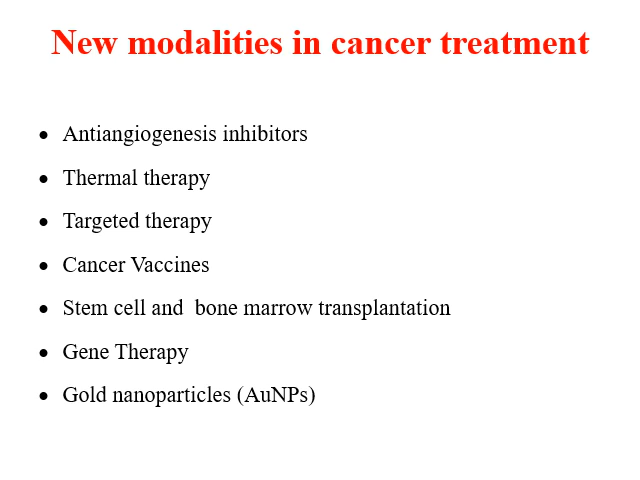 New modalities in cancer treatment
• Antiangiogenesis inhibitors
• Thermal therapy
• Targeted therapy
• Cancer Vaccines
• Stem cell and  bone marrow transplantation
• Gene Therapy
• Gold nanoparticles (AuNPs)